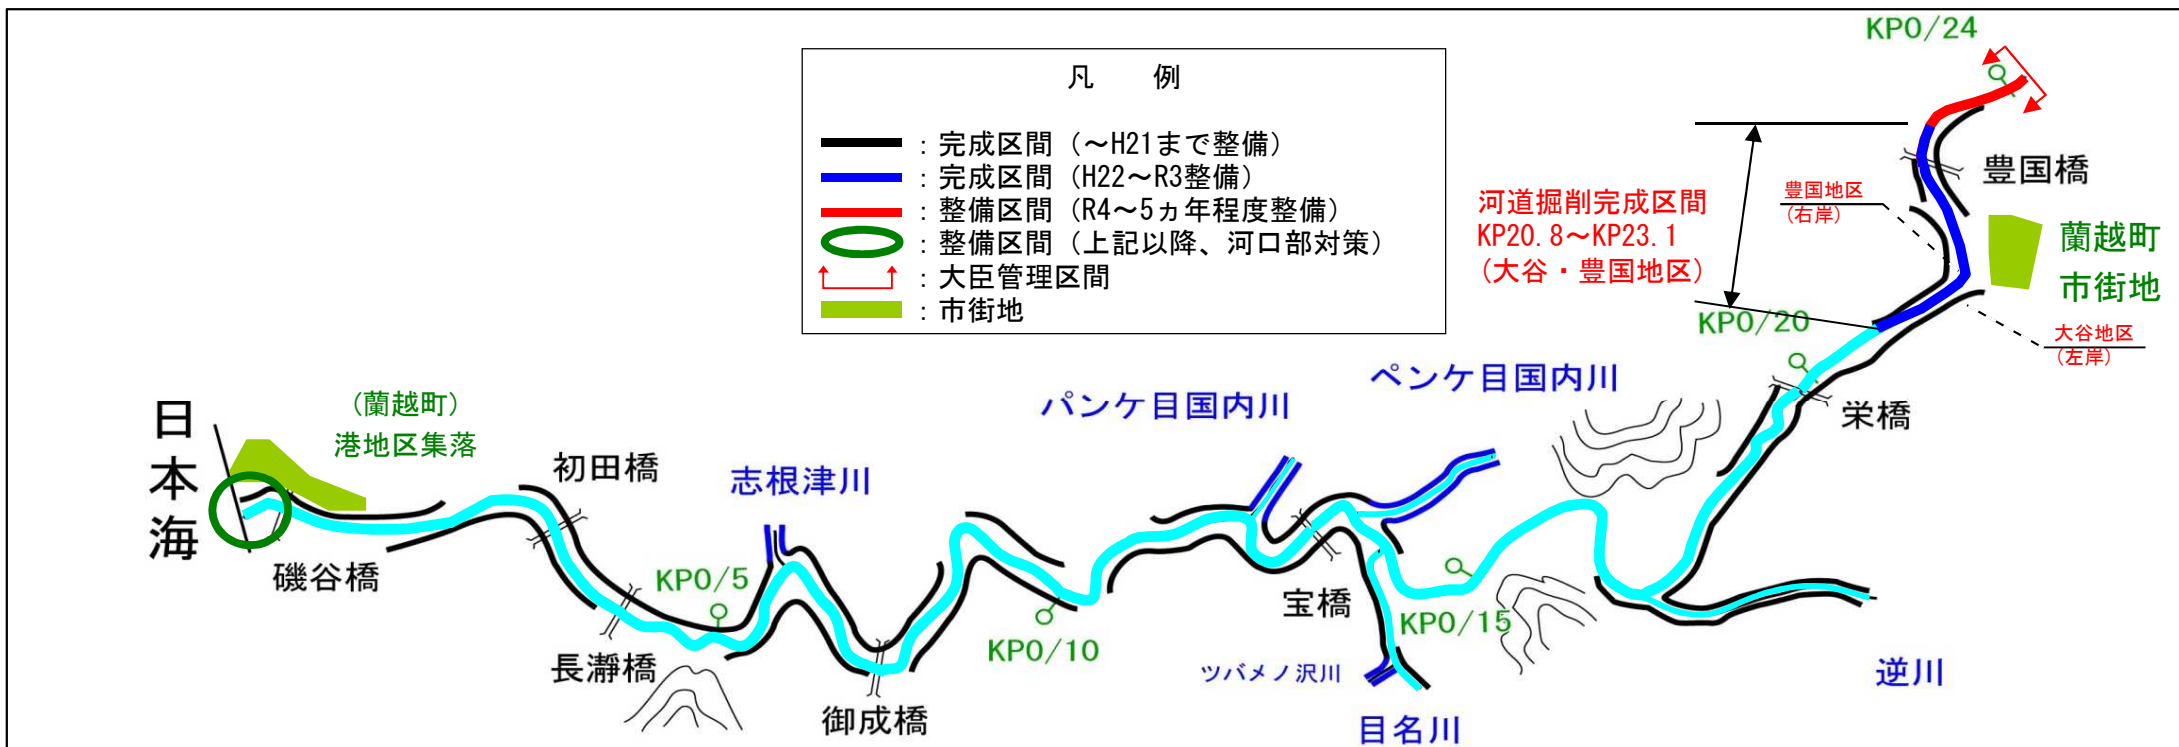 KP0/24
凡　例
：完成区間（～H21まで整備）
：完成区間（H22～R3整備）
：整備区間（R4～5ヵ年程度整備）
：整備区間（上記以降、河口部対策）
：大臣管理区間
：市街地
豊国橋
豊国地区
(右岸)
河道掘削完成区間
KP20.8～KP23.1
(大谷・豊国地区)
蘭越町
市街地
KP0/20
大谷地区
(左岸)
栄橋
ペンケ目国内川
パンケ目国内川
日本海
(蘭越町)
港地区集落
磯谷橋
初田橋
志根津川
KP0/5
長瀞橋
御成橋
KP0/10
宝橋
KP0/15
ツバメノ沢川
目名川
逆川